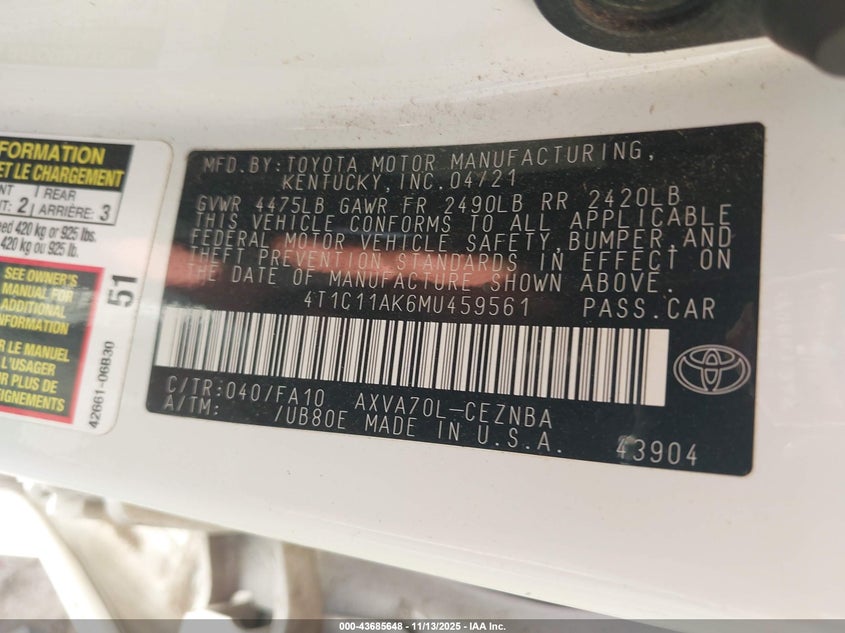 FORMATION
ET LE CHARGEMENT
NT 2 | REAR ARRIÈRE 3
420 kg or 925 lbs.
420 kg ou 925 lb.
SEE OWNER'S
MANUAL FOR
ADDITIONAL
INFORMATION
LE MANUEL
L'USAGER
PLUS DE
51
42661-06B30
MFD.BY:TOYOTA MOTOR MANUFACTURING,
KENTUCKY,INC.04/21
GVWR 4475LB GAWR FR 2490LB RR 2420LB
THIS VEHICLE CONFORMS TO ALL APPLICABLE
FEDERAL MOTOR VEHICLE SAFETY,BUMPER,AND
THEFT PREVENTION STANDARDS IN EFFECT ON
THE DATE OF MANUFACTURE SHOWN ABOVE.
4T1C11AK6MU459561 PASS.CAR
C/TR:040/FA10 AXVA70L-CEZNBA
A/TM: /UB80E MADE IN U.S.A. 43904
000-43685648 - 11/13/2025 - IAA Inc.